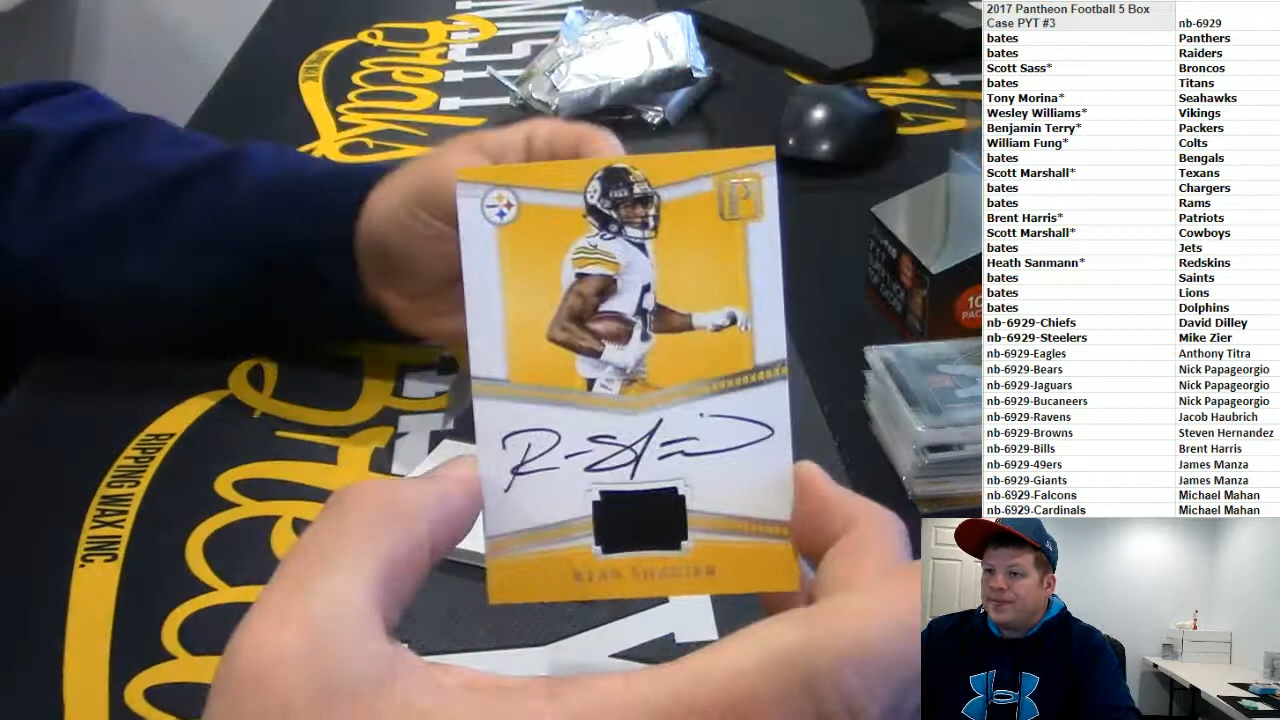 2017 Pantheon Football 5 Box
Case PYT #3 nb-6929
bates Panthers
bates Raiders
Scott Sass* Broncos
bates Titans
Tony Morina* Seahawks
Wesley Williams* Vikings
Benjamin Terry* Packers
William Fung* Colts
bates Bengals
Scott Marshall* Texans
bates Chargers
bates Rams
Brent Harris* Patriots
Scott Marshall* Cowboys
bates Jets
Heath Sanmann* Redskins
bates Saints
bates Lions
bates Dolphins
nb-6929-Chiefs David Dilley
nb-6929-Steelers Mike Zier
nb-6929-Eagles Anthony Titra
nb-6929-Bears Nick Papageorgio
nb-6929-Jaguars Nick Papageorgio
nb-6929-Bucaneers Nick Papageorgio
nb-6929-Ravens Jacob Haubrich
nb-6929-Browns Steven Hernandez
nb-6929-Bills Brent Harris
nb-6929-49ers James Manza
nb-6929-Giants James Manza
nb-6929-Falcons Michael Mahan
nb-6929-Cardinals Michael Mahan
Breaks
P
RYAN SHAZIER
RIPPING WAX INC.